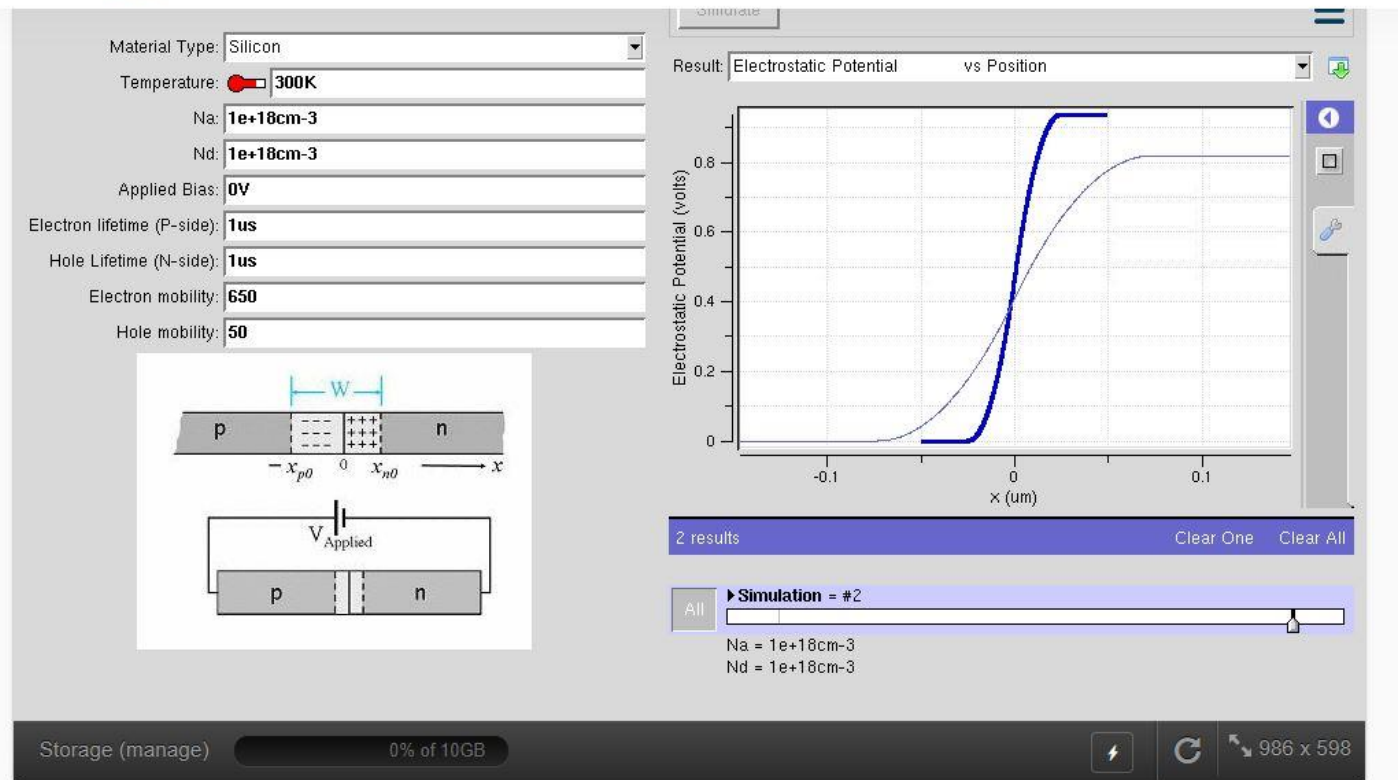 Simulate
Material Type: Silicon
Temperature: 300K
Na: 1e+18cm-3
Nd: 1e+18cm-3
Applied Bias: 0V
Electron lifetime (P-side): 1us
Hole Lifetime (N-side): 1us
Electron mobility: 650
Hole mobility: 50
W
p
n
- - -
+++
- - -
+++
- - -
+++
− xp0 0 xn0 x
VApplied
p
n
Result: Electrostatic Potential vs Position
Electrostatic Potential (volts)
0.8
0.6
0.4
0.2
0
-0.1 0 0.1
x (um)
2 results Clear One Clear All
All
Simulation = #2
Na = 1e+18cm-3
Nd = 1e+18cm-3
Storage (manage) 0% of 10GB 986 x 598